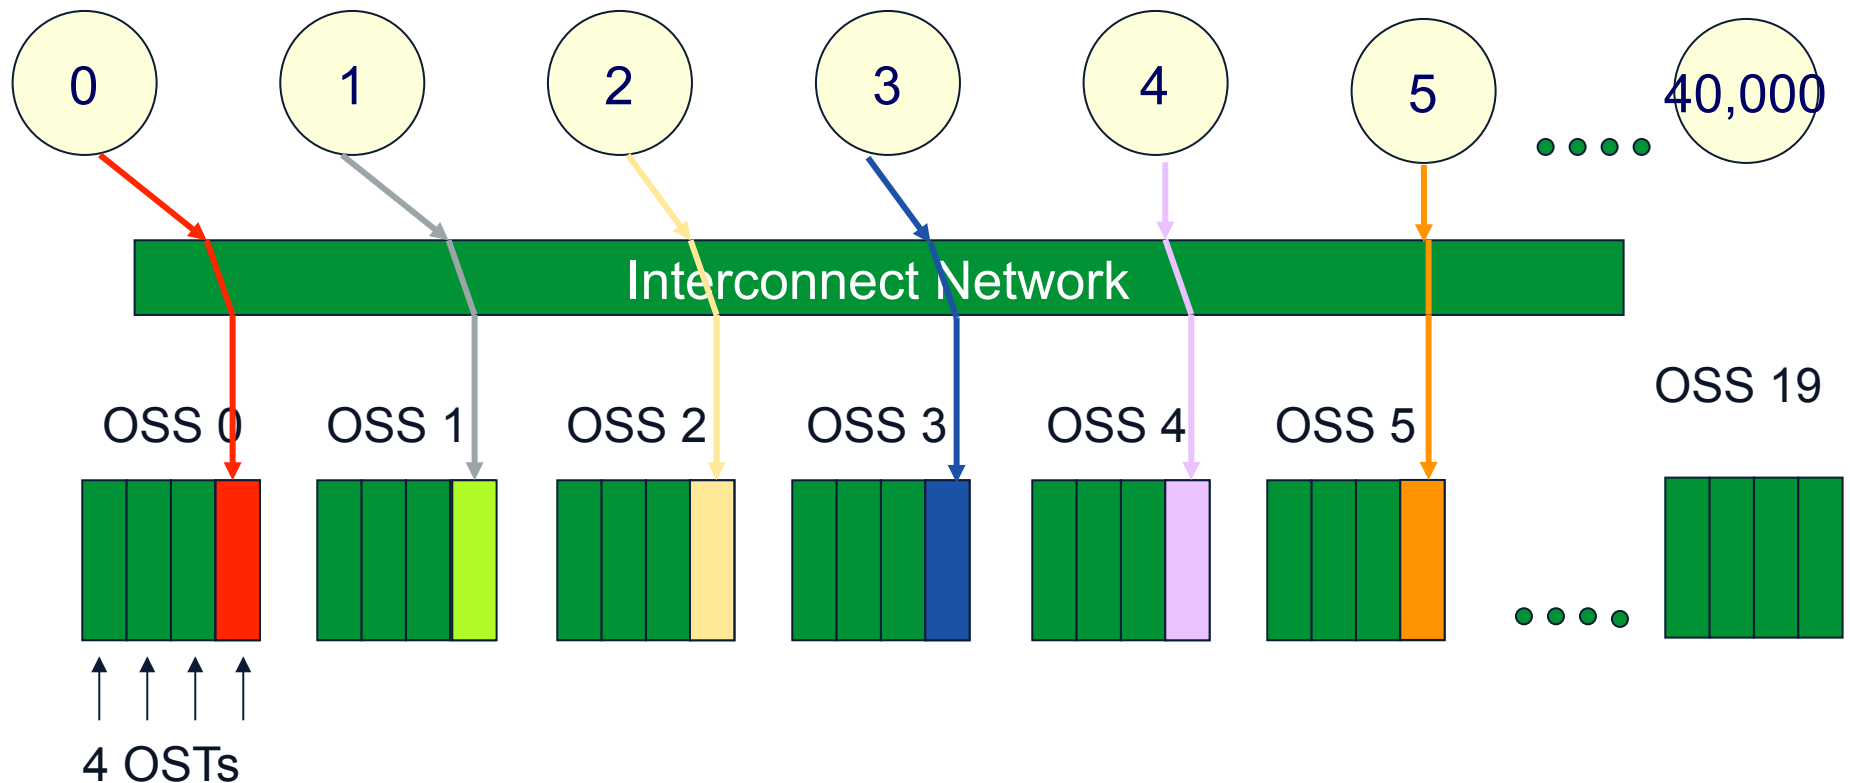 0
1
2
3
4
5
40,000
Interconnect Network
OSS 0
OSS 1
OSS 2
OSS 3
OSS 4
OSS 5
OSS 19
4 OSTs